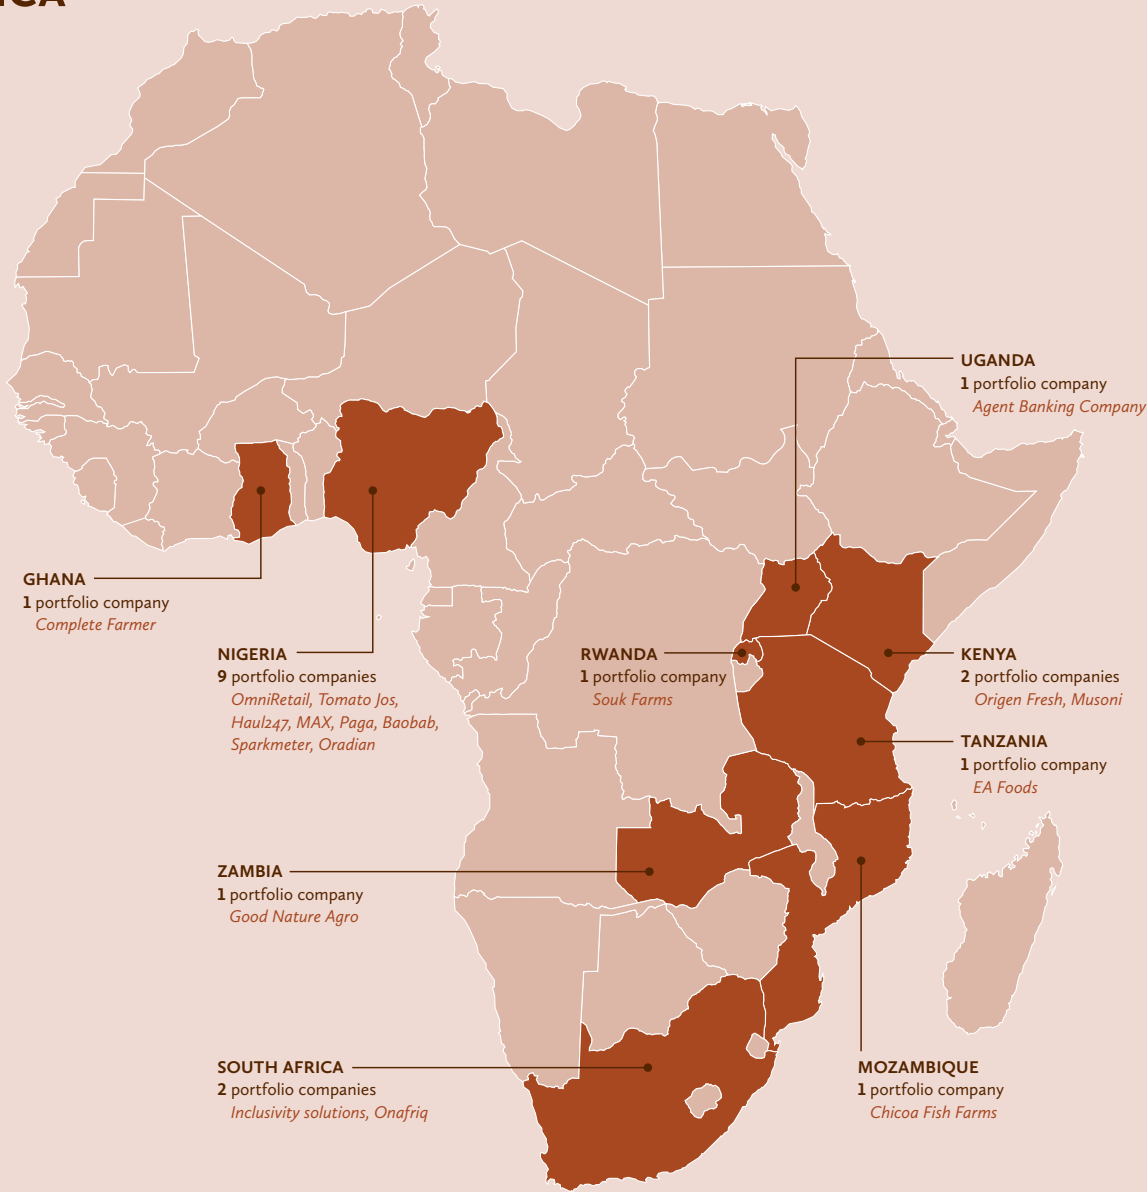 UGANDA
1 portfolio company
Agent Banking Company
GHANA
1 portfolio company
Complete Farmer
NIGERIA
9 portfolio companies
OmniRetail, Tomato Jos,
Haul247, MAX, Paga, Baobab,
Sparkmeter, Oradian
RWANDA
1 portfolio company
Souk Farms
KENYA
2 portfolio companies
Origen Fresh, Musoni
TANZANIA
1 portfolio company
EA Foods
ZAMBIA
1 portfolio company
Good Nature Agro
SOUTH AFRICA
2 portfolio companies
Inclusivity solutions, Onafriq
MOZAMBIQUE
1 portfolio company
Chicoa Fish Farms